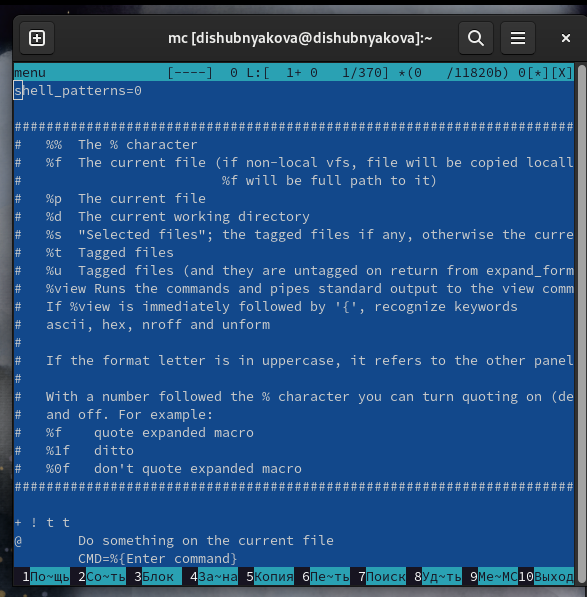 mc [dishubnyakova@dishubnyakova]:~
menu [----] 0 L:[ 1+ 0 1/370] *(0 /11820b) 0[*][X]
shell_patterns=0
################################################################################
# %% The % character
# %f The current file (if non-local vfs, file will be copied locall
# %f will be full path to it)
# %p The current file
# %d The current working directory
# %s "Selected files"; the tagged files if any, otherwise the curre
# %t Tagged files
# %u Tagged files (and they are untagged on return from expand_form
# %view Runs the commands and pipes standard output to the view comm
# If %view is immediately followed by '{', recognize keywords
# ascii, hex, nroff and unform
#
# If the format letter is in uppercase, it refers to the other panel
#
# With a number followed the % character you can turn quoting on (de
# and off. For example:
# %f quote expanded macro
# %1f ditto
# %0f don't quote expanded macro
################################################################################
+ ! t t
@ Do something on the current file
CMD=%{Enter command}
1По~щь 2Со~ть 3Блок 4За~на 5Копия 6Пе~ть 7Поиск 8Уд~ть 9Ме~МС10Выход